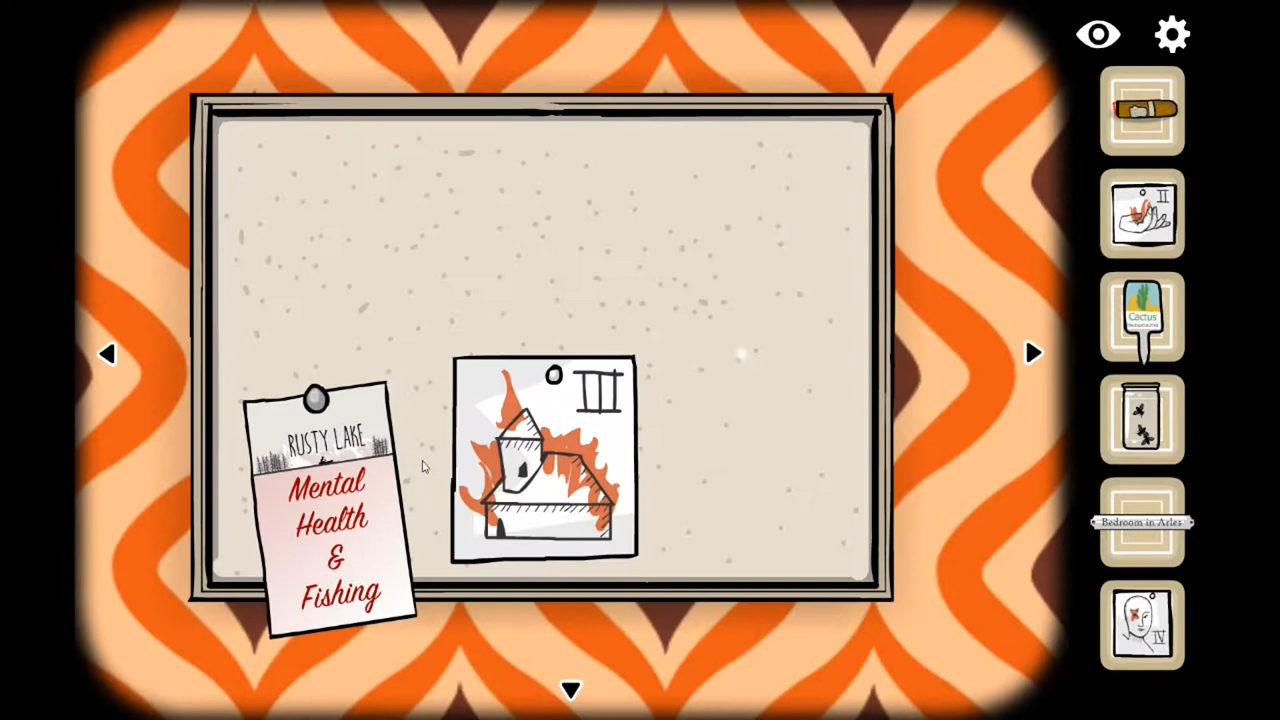 II
Cactus
Bedroom in Arles
IV
III
RUSTY LAKE
Mental
Health
&
Fishing